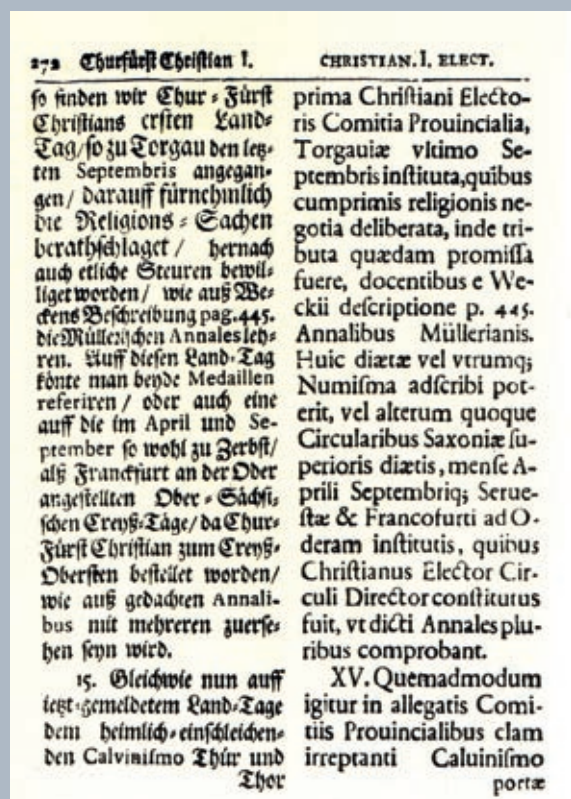 272 Churfürst Christian I.
so finden wir Chur⸗Fürst
Christians ersten Land⸗
Tag/so zu Torgau den letz⸗
ten Septembris angegan⸗
gen/ darauff fürnehmlich
die Religions⸗Sachen
berathschlaget/ hernach
auch etliche Steuren bewil⸗
liget worden/ wie auß We⸗
ckens Beschreibung pag.445.
die Müllerischen Annales leh⸗
ren. Auff diesen Land⸗Tag
könte man beyde Medaillen
referiren/ oder auch eine
auff die im April und Se-
ptember so wohl zu Zerbst/
alß Franckfurt an der Oder
angestellten Ober⸗Sächsi⸗
schen Creyß⸗Täge/da Chur⸗
Fürst Christian zum Creyß⸗
Obersten bestellet worden/
wie auß gedachten Annali-
bus mit mehreren zuerse⸗
hen seyn wird.
15. Gleichwie nun auff
ietzt⸗gemeldetem Land⸗Tage
dem heimlich⸗einschleichen⸗
den Calviniſmo Thür und
Thor
CHRISTIAN. I. ELECT.
prima Chriſtiani Electo-
ris Comitia Prouincialia,
Torgauiæ vltimo Se-
ptembris inſtituta,quibus
cumprimis religionis ne-
gotia deliberata, inde tri-
buta quædam promiſſa
fuere, docentibus e We-
ckii deſcriptione p. 445.
Annalibus Müllerianis.
Huic diætæ vel vtrumq;
Numiſma adſcribi pot-
erit, vel alterum quoque
Circularibus Saxoniæ ſu-
perioris diætis, menſe A-
prili Septembriq; Serue-
ſtæ & Francofurti ad O-
deram inſtitutis, quibus
Chriſtianus Elector Cir-
culi Director conſtitutus
fuit, vt dicti Annales plu-
ribus comprobant.
XV. Quemadmodum
igitur in allegatis Comi-
tiis Prouincialibus clam
irreptanti Caluiniſmo
portæ